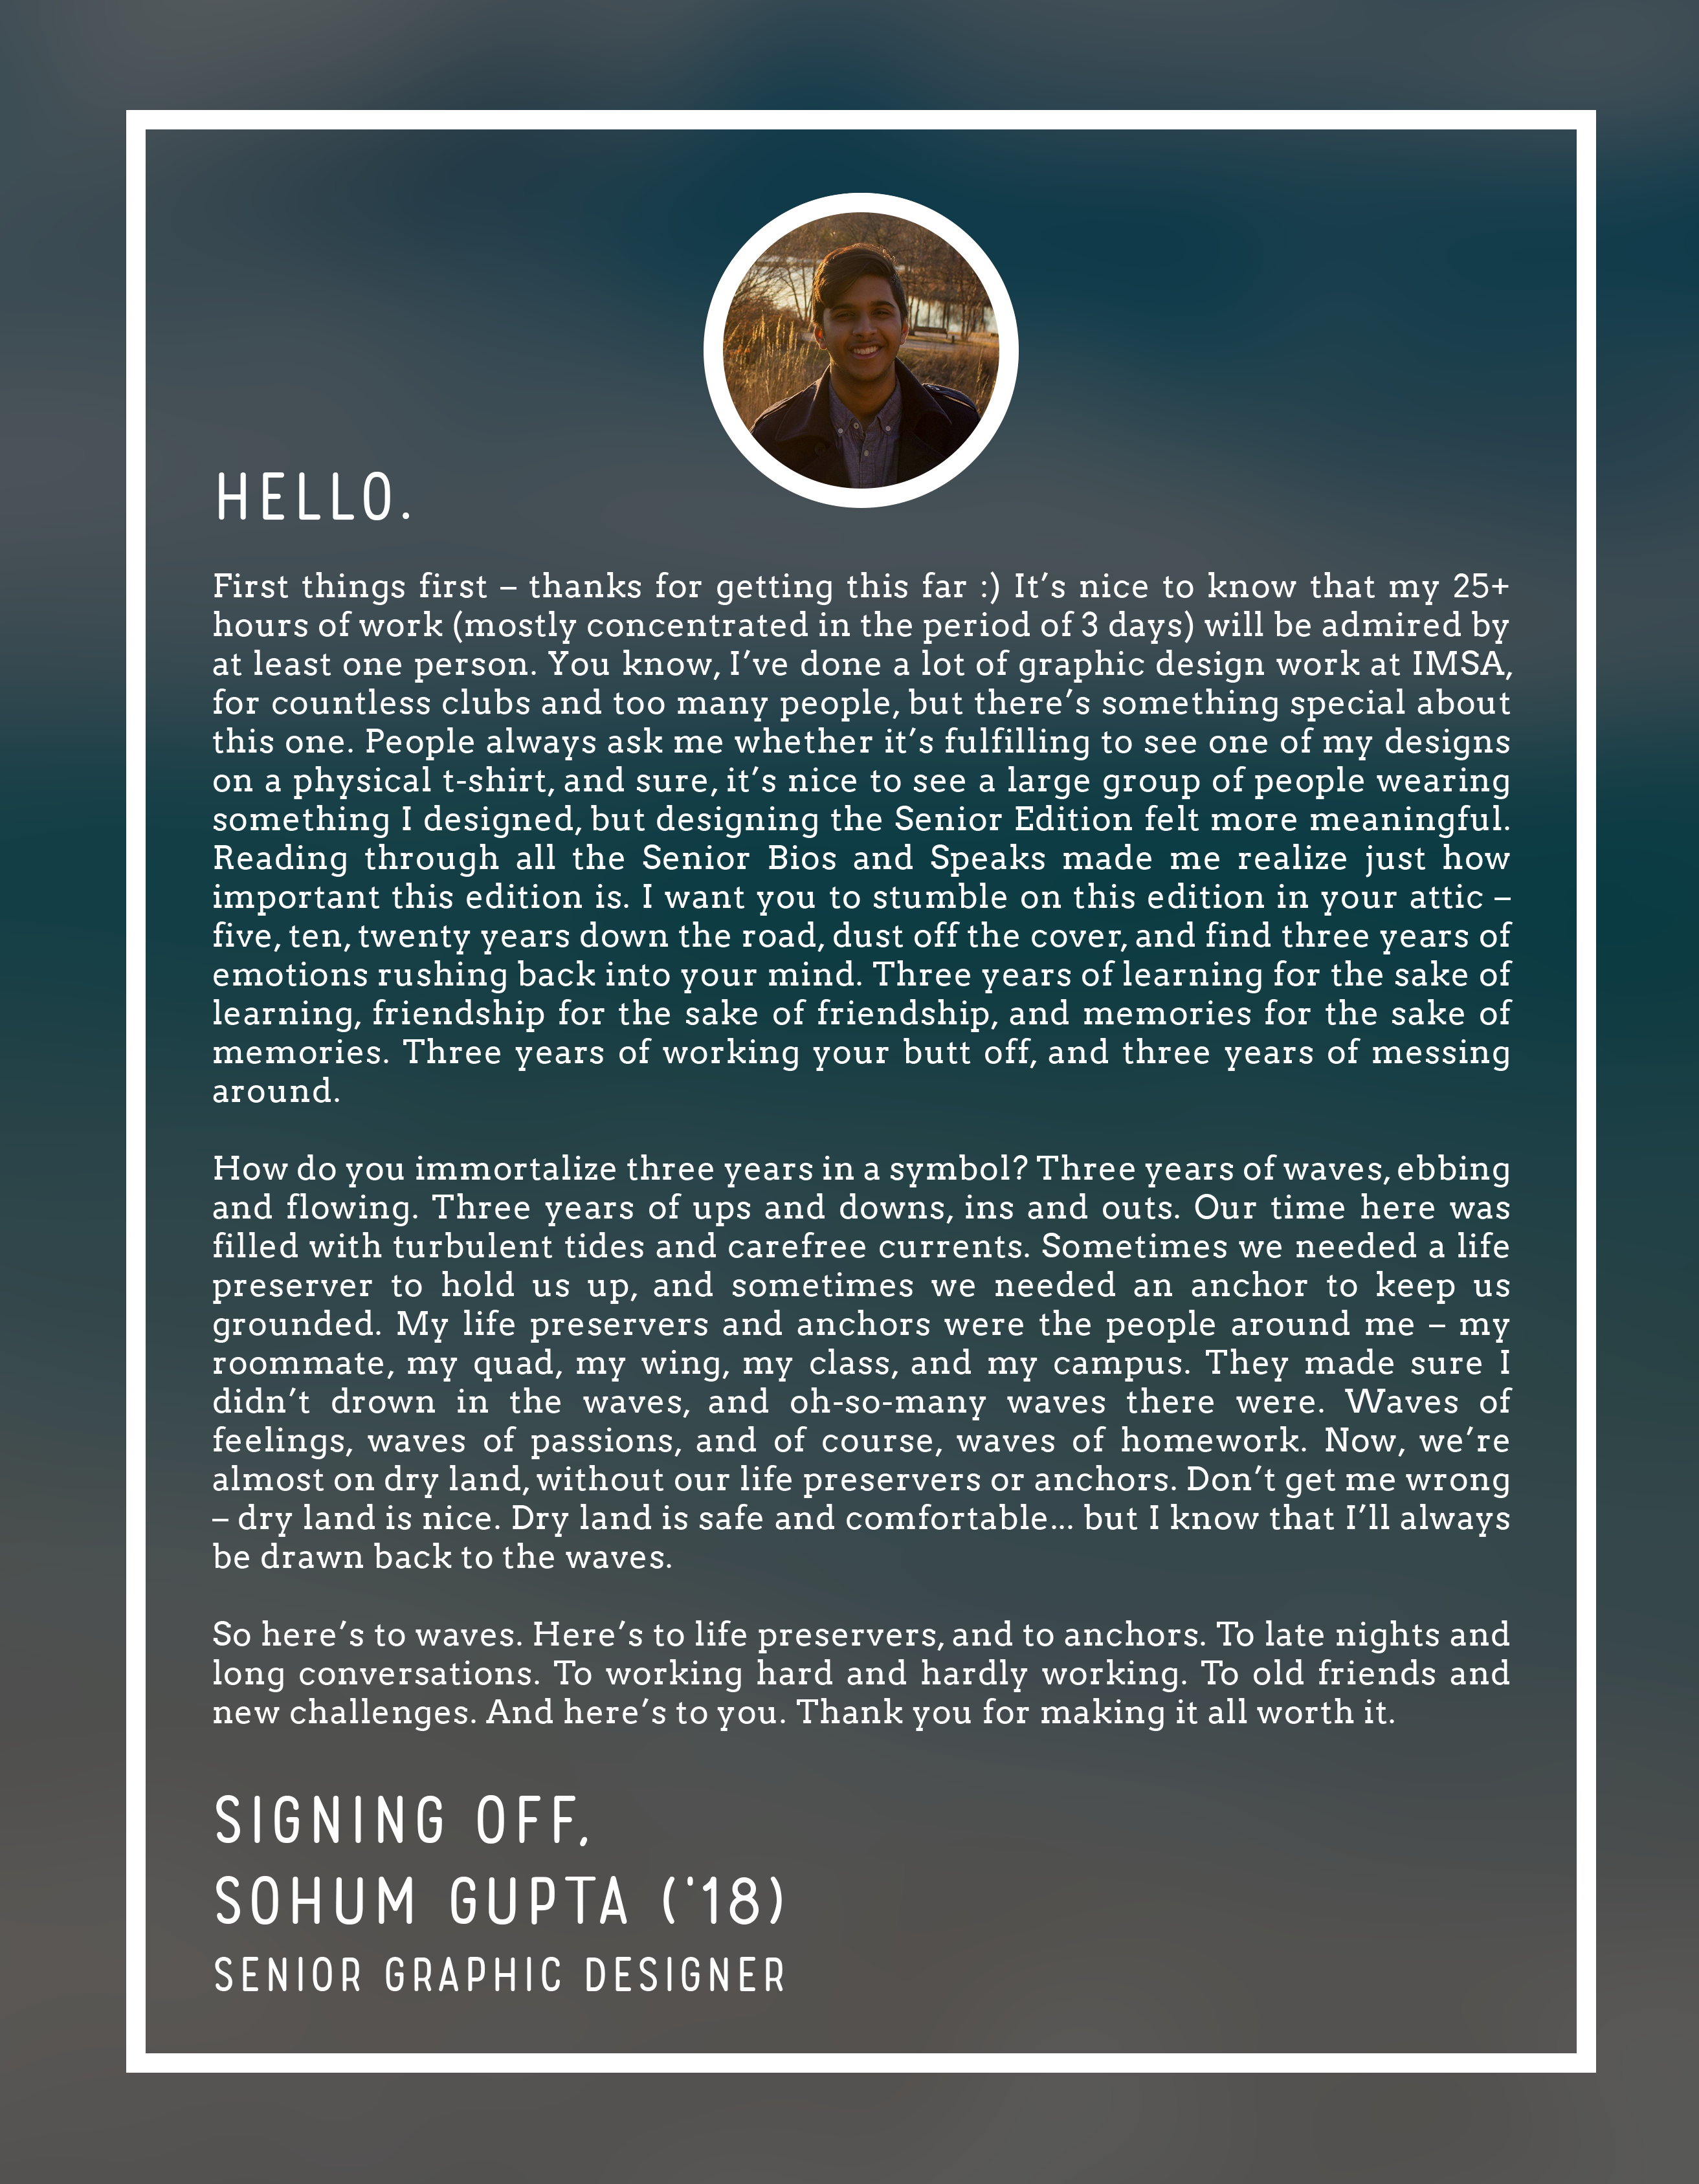 HELLO.
First things first – thanks for getting this far :) It’s nice to know that my 25+
hours of work (mostly concentrated in the period of 3 days) will be admired by
at least one person. You know, I’ve done a lot of graphic design work at IMSA,
for countless clubs and too many people, but there’s something special about
this one. People always ask me whether it’s fulfilling to see one of my designs
on a physical t-shirt, and sure, it’s nice to see a large group of people wearing
something I designed, but designing the Senior Edition felt more meaningful.
Reading through all the Senior Bios and Speaks made me realize just how
important this edition is. I want you to stumble on this edition in your attic –
five, ten, twenty years down the road, dust off the cover, and find three years of
emotions rushing back into your mind. Three years of learning for the sake of
learning, friendship for the sake of friendship, and memories for the sake of
memories. Three years of working your butt off, and three years of messing
around.
How do you immortalize three years in a symbol? Three years of waves, ebbing
and flowing. Three years of ups and downs, ins and outs. Our time here was
filled with turbulent tides and carefree currents. Sometimes we needed a life
preserver to hold us up, and sometimes we needed an anchor to keep us
grounded. My life preservers and anchors were the people around me – my
roommate, my quad, my wing, my class, and my campus. They made sure I
didn’t drown in the waves, and oh-so-many waves there were. Waves of
feelings, waves of passions, and of course, waves of homework. Now, we’re
almost on dry land, without our life preservers or anchors. Don’t get me wrong
– dry land is nice. Dry land is safe and comfortable... but I know that I’ll always
be drawn back to the waves.
So here’s to waves. Here’s to life preservers, and to anchors. To late nights and
long conversations. To working hard and hardly working. To old friends and
new challenges. And here’s to you. Thank you for making it all worth it.
SIGNING OFF,
SOHUM GUPTA ('18)
SENIOR GRAPHIC DESIGNER